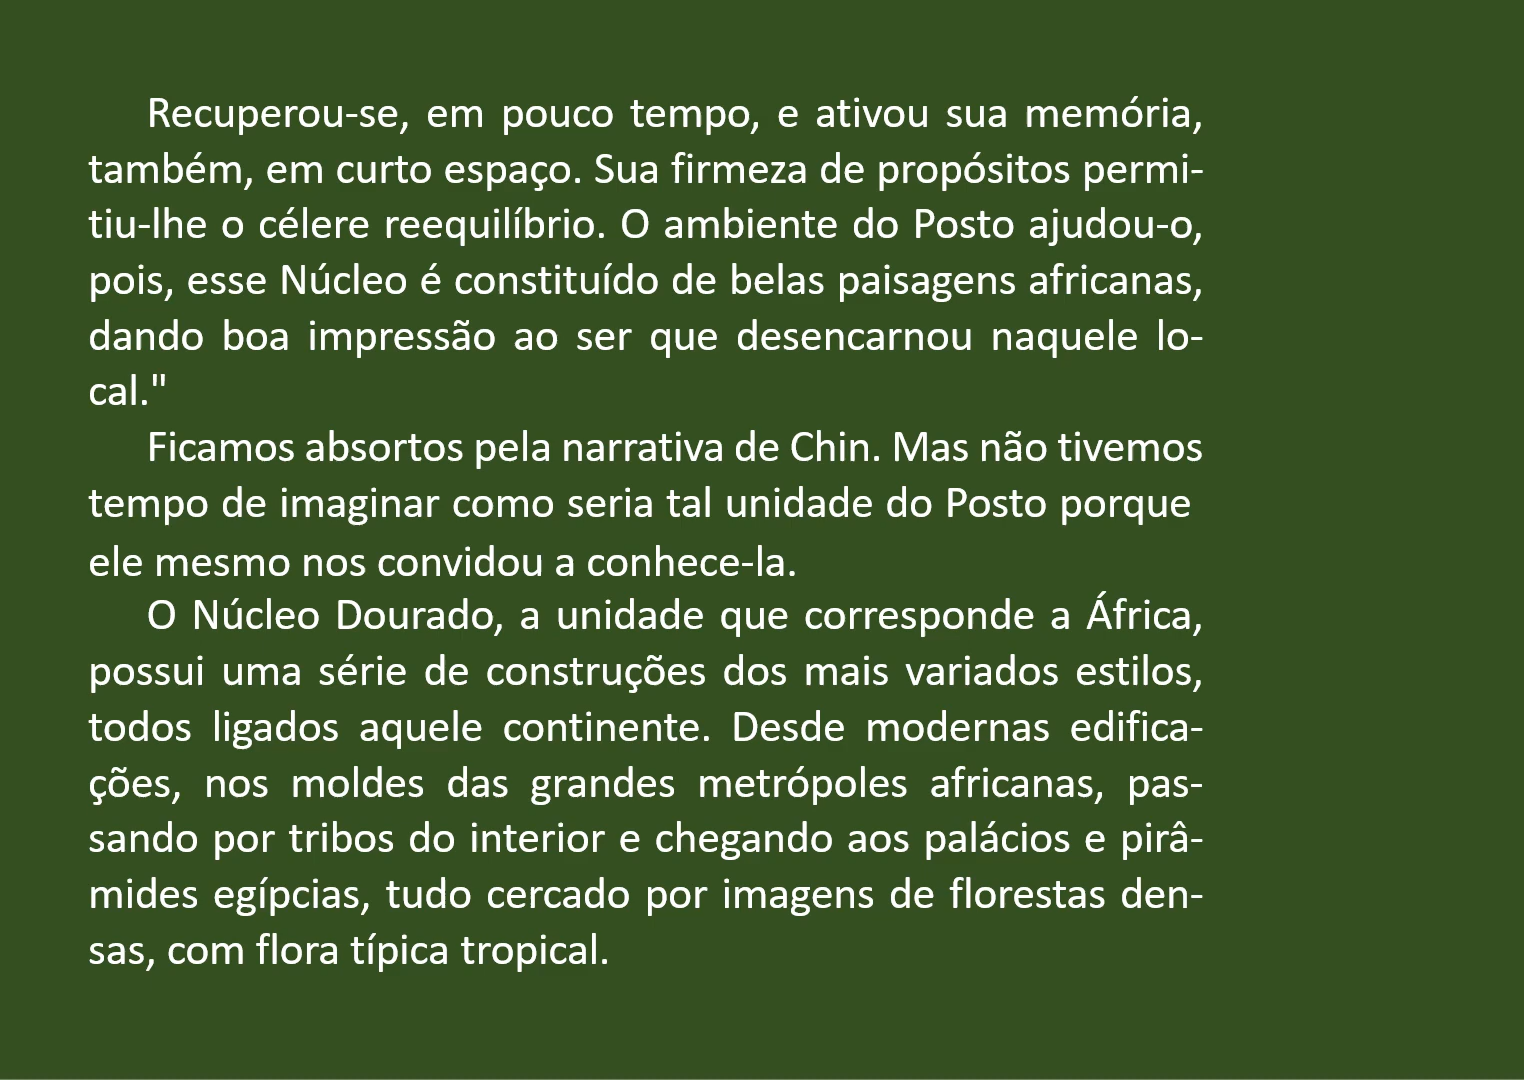 Recuperou-se, em pouco tempo, e ativou sua memória,
também, em curto espaço. Sua firmeza de propósitos permi-
tiu-lhe o célere reequilíbrio. O ambiente do Posto ajudou-o,
pois, esse Núcleo é constituído de belas paisagens africanas,
dando boa impressão ao ser que desencarnou naquele lo-
cal."
Ficamos absortos pela narrativa de Chin. Mas não tivemos
tempo de imaginar como seria tal unidade do Posto porque
ele mesmo nos convidou a conhece-la.
O Núcleo Dourado, a unidade que corresponde a África,
possui uma série de construções dos mais variados estilos,
todos ligados aquele continente. Desde modernas edifica-
ções, nos moldes das grandes metrópoles africanas, pas-
sando por tribos do interior e chegando aos palácios e pirâ-
mides egípcias, tudo cercado por imagens de florestas den-
sas, com flora típica tropical.